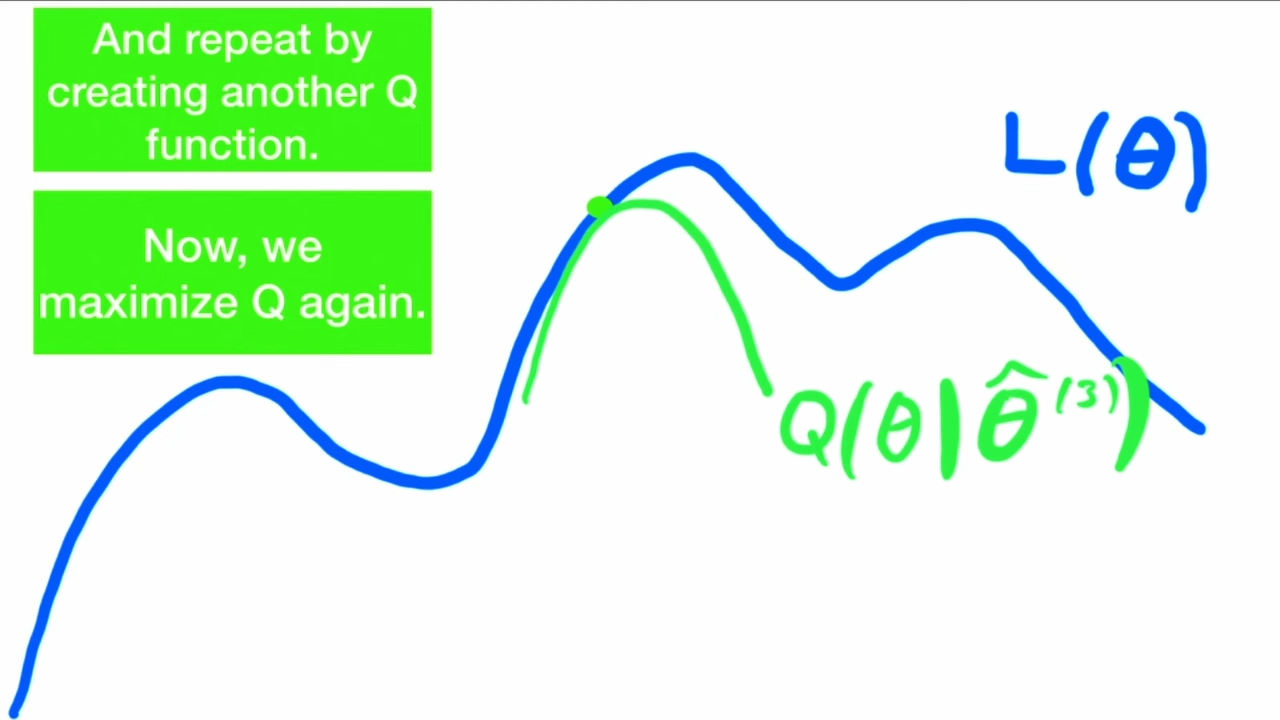 And repeat by
creating another Q
function.
Now, we
maximize Q again.
L(θ)
Q(θ|θ̂⁽³⁾)